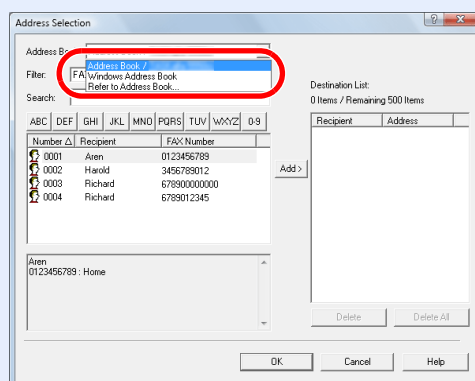 Address Selection
Address Bo
Address Book /
Windows Address Book
Refer to Address Book...
Filter: FA
Search:
Destination List:
0 Items / Remaining 500 Items
ABC DEF GHI JKL MNO PQRS TUV WXYZ 0-9
Number Recipient FAX Number
0001 Aren 0123456789
0002 Harold 3456789012
0003 Richard 678900000000
0004 Richard 6789012345
Add >
Recipient Address
Aren
0123456789 : Home
Delete Delete All
OK Cancel Help